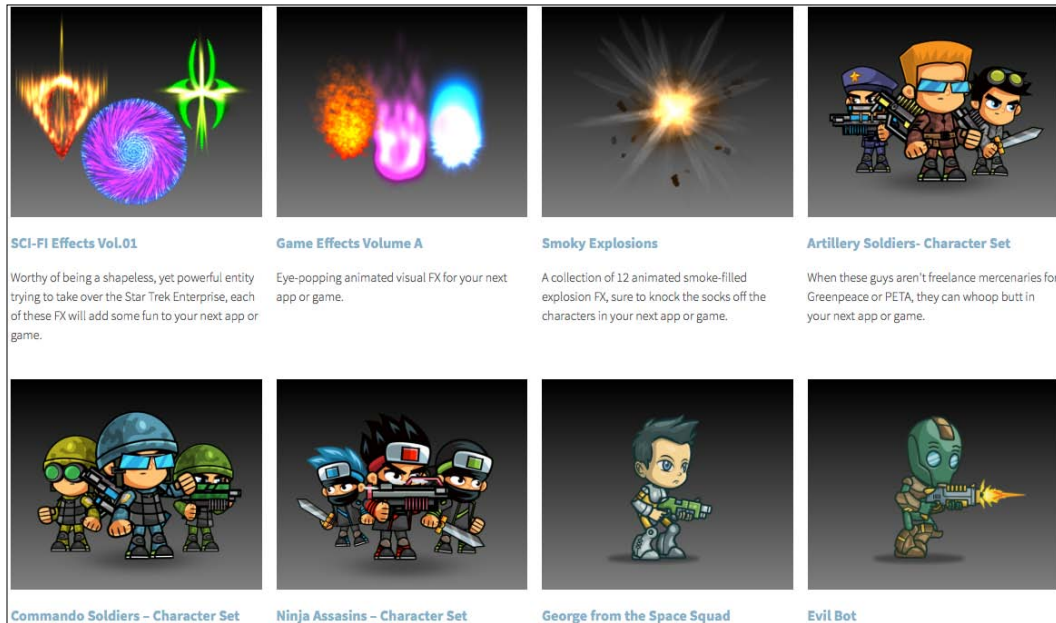 SCI-FI Effects Vol.01
Worthy of being a shapeless, yet powerful entity
trying to take over the Star Trek Enterprise, each
of these FX will add some fun to your next app or
game.
Game Effects Volume A
Eye-popping animated visual FX for your next
app or game.
Smoky Explosions
A collection of 12 animated smoke-filled
explosion FX, sure to knock the socks off the
characters in your next app or game.
Artillery Soldiers- Character Set
When these guys aren't freelance mercenaries for
Greenpeace or PETA, they can whoop butt in
your next app or game.
Commando Soldiers – Character Set
Ninja Assasins – Character Set
George from the Space Squad
Evil Bot